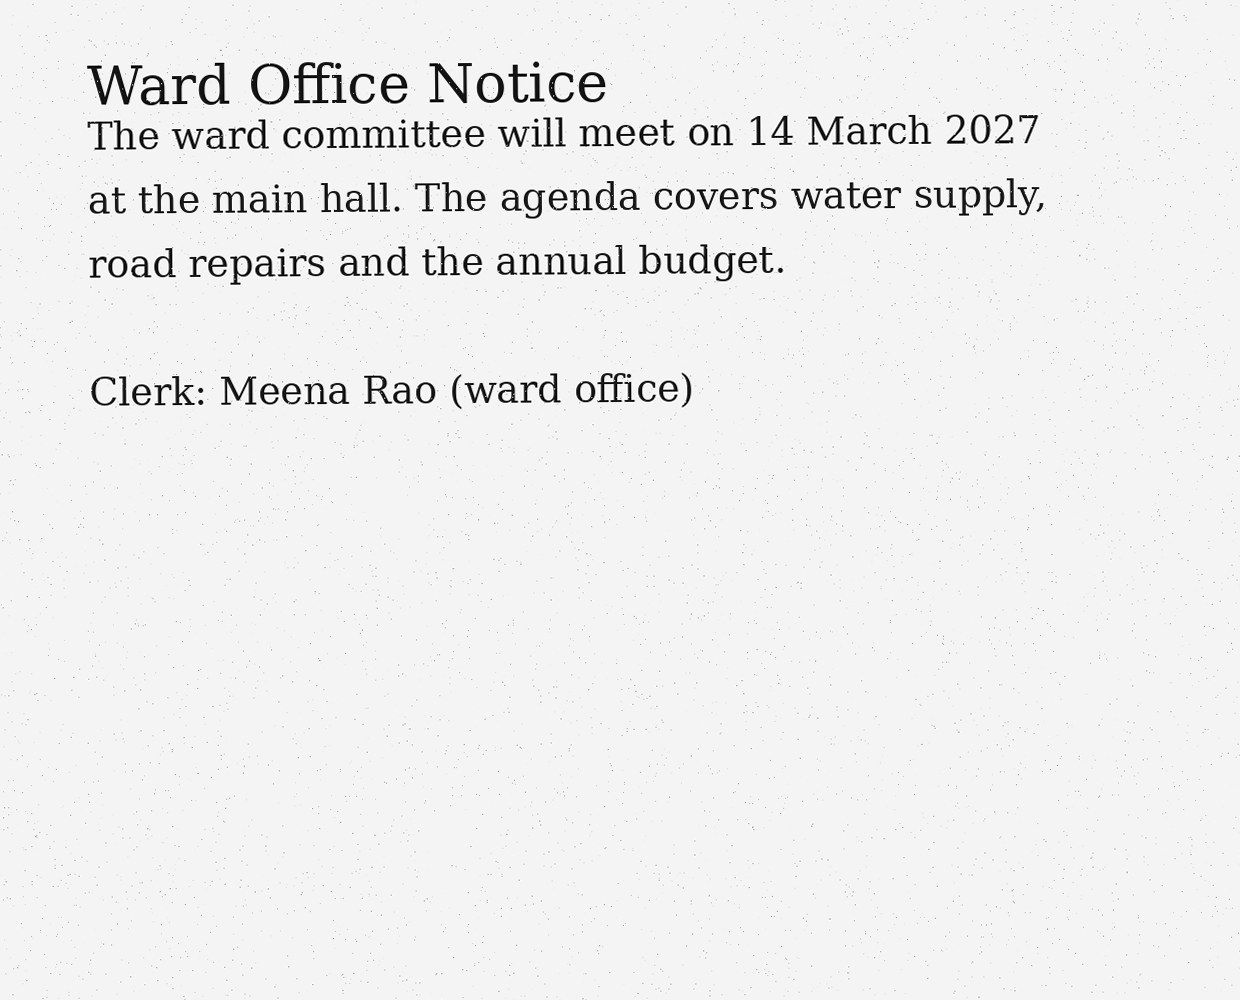 Ward Office Notice
The ward committee will meet on 14 March 2027
at the main hall. The agenda covers water supply,
road repairs and the annual budget.
Clerk: Meena Rao (ward office)